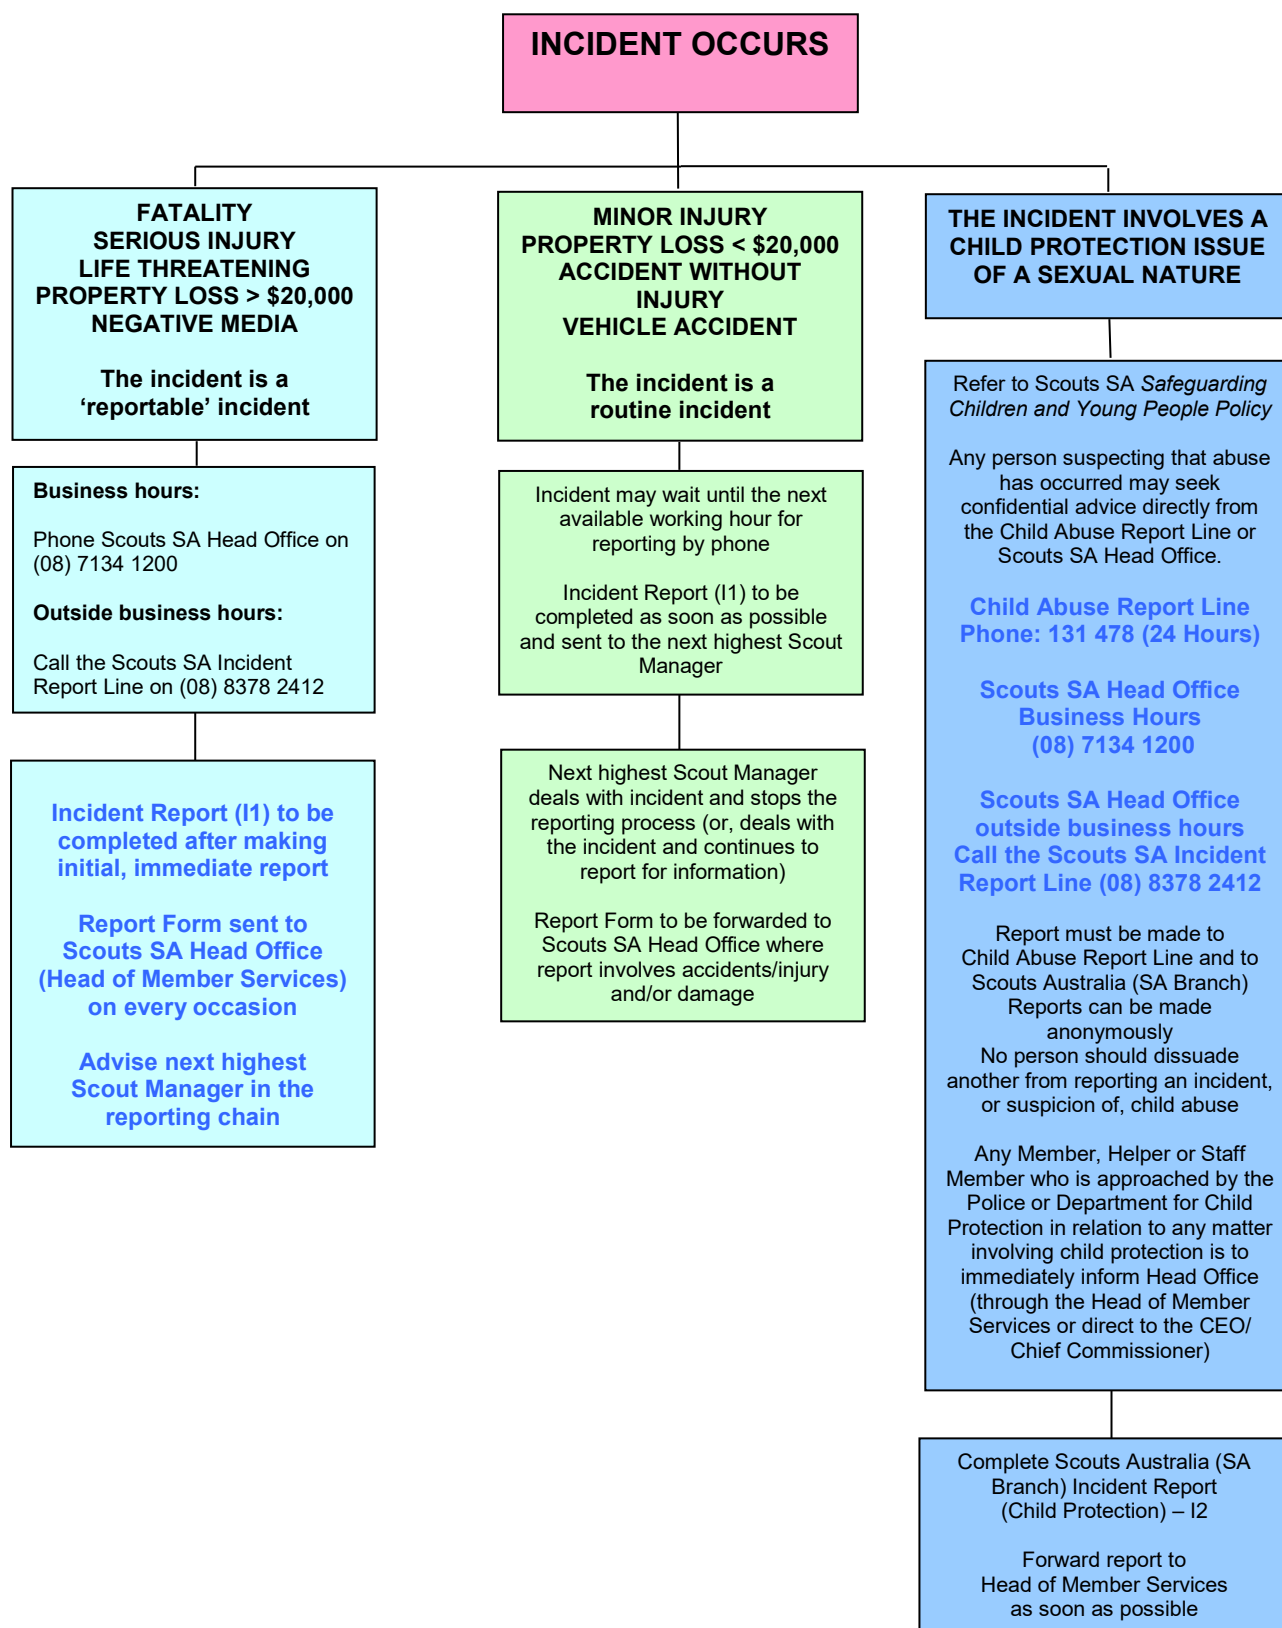 INCIDENT OCCURS
FATALITY
SERIOUS INJURY
LIFE THREATENING
PROPERTY LOSS > $20,000
NEGATIVE MEDIA
The incident is a
‘reportable’ incident
Business hours:
Phone Scouts SA Head Office on
(08) 7134 1200
Outside business hours:
Call the Scouts SA Incident
Report Line on (08) 8378 2412
Incident Report (I1) to be
completed after making
initial, immediate report
Report Form sent to
Scouts SA Head Office
(Head of Member Services)
on every occasion
Advise next highest
Scout Manager in the
reporting chain
MINOR INJURY
PROPERTY LOSS < $20,000
ACCIDENT WITHOUT
INJURY
VEHICLE ACCIDENT
The incident is a
routine incident
Incident may wait until the next
available working hour for
reporting by phone
Incident Report (I1) to be
completed as soon as possible
and sent to the next highest Scout
Manager
Next highest Scout Manager
deals with incident and stops the
reporting process (or, deals with
the incident and continues to
report for information)
Report Form to be forwarded to
Scouts SA Head Office where
report involves accidents/injury
and/or damage
THE INCIDENT INVOLVES A
CHILD PROTECTION ISSUE
OF A SEXUAL NATURE
Refer to Scouts SA Safeguarding
Children and Young People Policy
Any person suspecting that abuse
has occurred may seek
confidential advice directly from
the Child Abuse Report Line or
Scouts SA Head Office.
Child Abuse Report Line
Phone: 131 478 (24 Hours)
Scouts SA Head Office
Business Hours
(08) 7134 1200
Scouts SA Head Office
outside business hours
Call the Scouts SA Incident
Report Line (08) 8378 2412
Report must be made to
Child Abuse Report Line and to
Scouts Australia (SA Branch)
Reports can be made
anonymously
No person should dissuade
another from reporting an incident,
or suspicion of, child abuse
Any Member, Helper or Staff
Member who is approached by the
Police or Department for Child
Protection in relation to any matter
involving child protection is to
immediately inform Head Office
(through the Head of Member
Services or direct to the CEO/
Chief Commissioner)
Complete Scouts Australia (SA
Branch) Incident Report
(Child Protection) – I2
Forward report to
Head of Member Services
as soon as possible